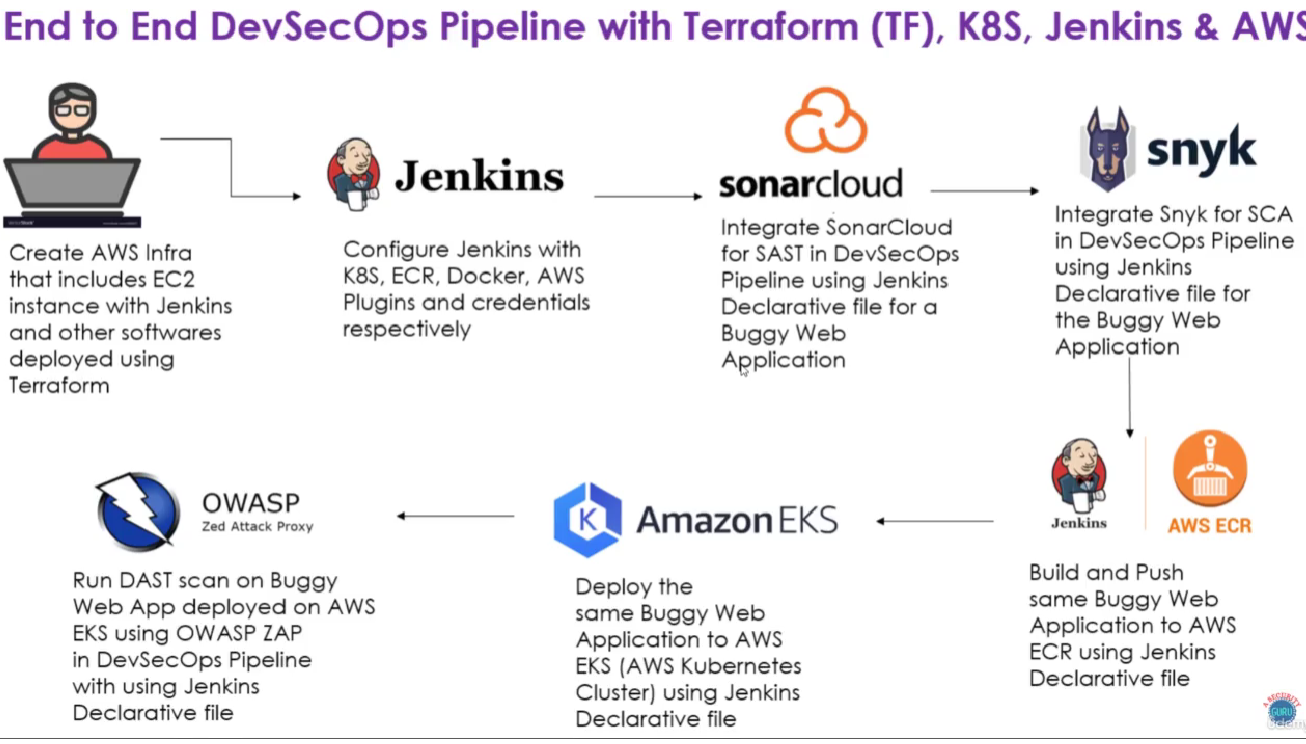 End to End DevSecOps Pipeline with Terraform (TF), K8S, Jenkins & AWS
Create AWS Infra
that includes EC2
instance with Jenkins
and other softwares
deployed using
Terraform
Jenkins
Configure Jenkins with
K8S, ECR, Docker, AWS
Plugins and credentials
respectively
sonarcloud
Integrate SonarCloud
for SAST in DevSecOps
Pipeline using Jenkins
Declarative file for a
Buggy Web
Application
snyk
Integrate Snyk for SCA
in DevSecOps Pipeline
using Jenkins
Declarative file for
the Buggy Web
Application
Jenkins
AWS ECR
Build and Push
same Buggy Web
Application to AWS
ECR using Jenkins
Declarative file
K
Amazon EKS
Deploy the
same Buggy Web
Application to AWS
EKS (AWS Kubernetes
Cluster) using Jenkins
Declarative file
OWASP
Zed Attack Proxy
Run DAST scan on Buggy
Web App deployed on AWS
EKS using OWASP ZAP
in DevSecOps Pipeline
with using Jenkins
Declarative file
A SECURITY
GURU